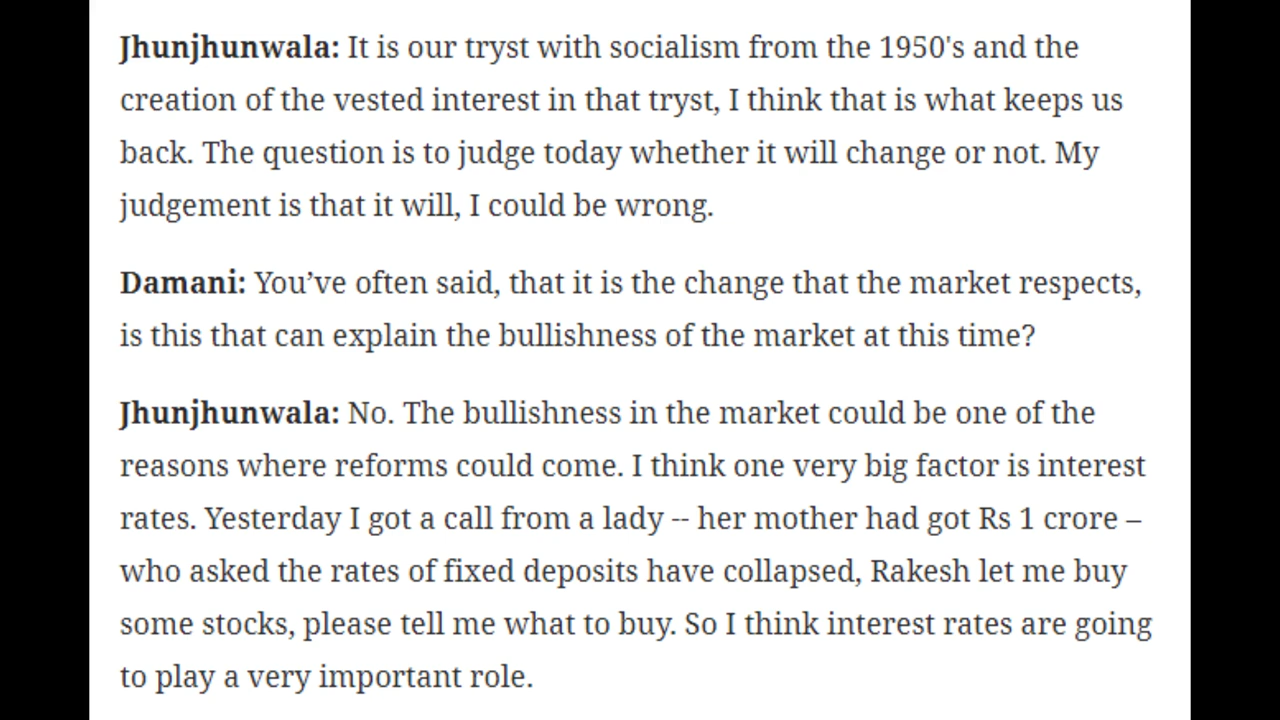 Jhunjhunwala: It is our tryst with socialism from the 1950's and the
creation of the vested interest in that tryst, I think that is what keeps us
back. The question is to judge today whether it will change or not. My
judgement is that it will, I could be wrong.
Damani: You’ve often said, that it is the change that the market respects,
is this that can explain the bullishness of the market at this time?
Jhunjhunwala: No. The bullishness in the market could be one of the
reasons where reforms could come. I think one very big factor is interest
rates. Yesterday I got a call from a lady -- her mother had got Rs 1 crore –
who asked the rates of fixed deposits have collapsed, Rakesh let me buy
some stocks, please tell me what to buy. So I think interest rates are going
to play a very important role.